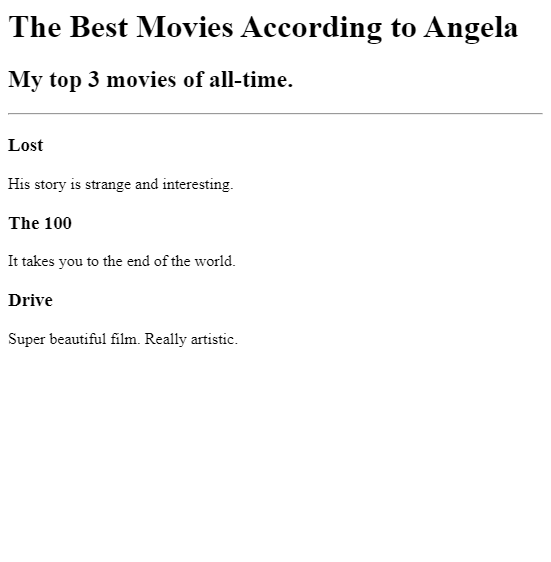 The Best Movies According to Angela
My top 3 movies of all-time.
Lost
His story is strange and interesting.
The 100
It takes you to the end of the world.
Drive
Super beautiful film. Really artistic.